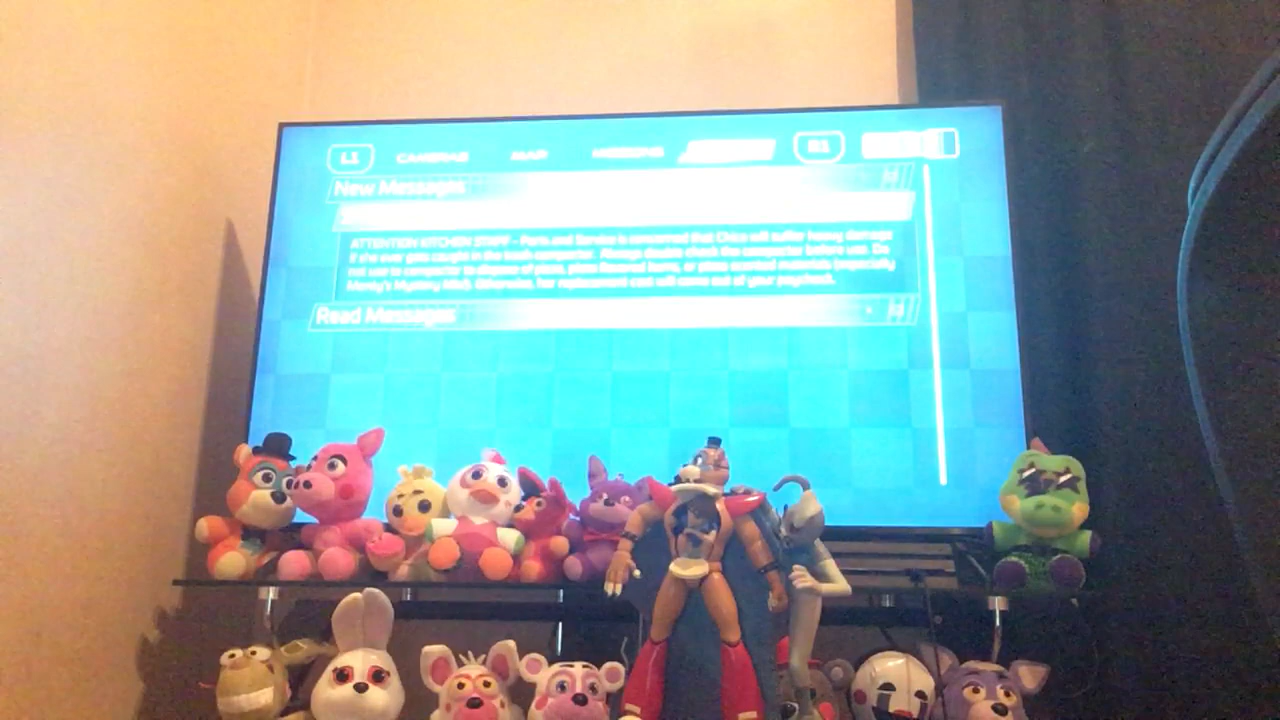 L1 CAMERAS MAP MISSIONS R1
New Messages
ATTENTION KITCHEN STAFF - Parts and Service is concerned that Chica will suffer heavy damage
if she ever gets caught in the trash compactor. Always double check the compactor before use. Do
not use to compactor to dispose of pizza, pizza flavored items, or pizza scented materials (especially
Monty's Mystery Mix). Otherwise, her replacement cost will come out of your paycheck.
Read Messages